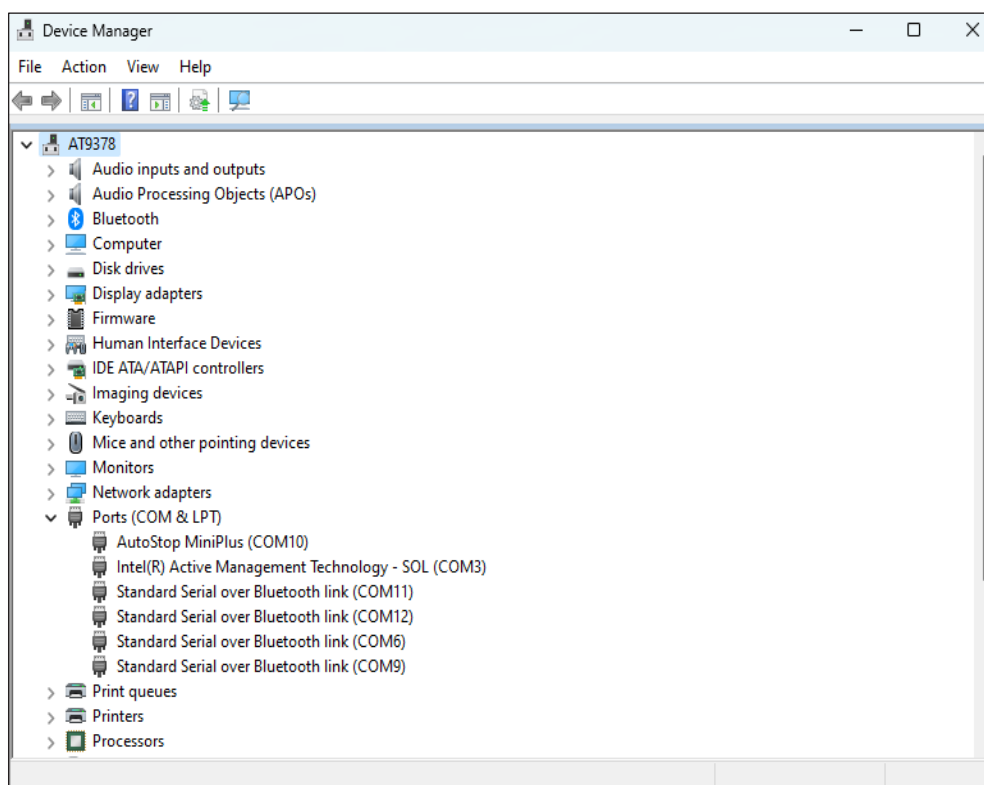 Device Manager
File Action View Help
AT9378
Audio inputs and outputs
Audio Processing Objects (APOs)
Bluetooth
Computer
Disk drives
Display adapters
Firmware
Human Interface Devices
IDE ATA/ATAPI controllers
Imaging devices
Keyboards
Mice and other pointing devices
Monitors
Network adapters
Ports (COM & LPT)
AutoStop MiniPlus (COM10)
Intel(R) Active Management Technology - SOL (COM3)
Standard Serial over Bluetooth link (COM11)
Standard Serial over Bluetooth link (COM12)
Standard Serial over Bluetooth link (COM6)
Standard Serial over Bluetooth link (COM9)
Print queues
Printers
Processors